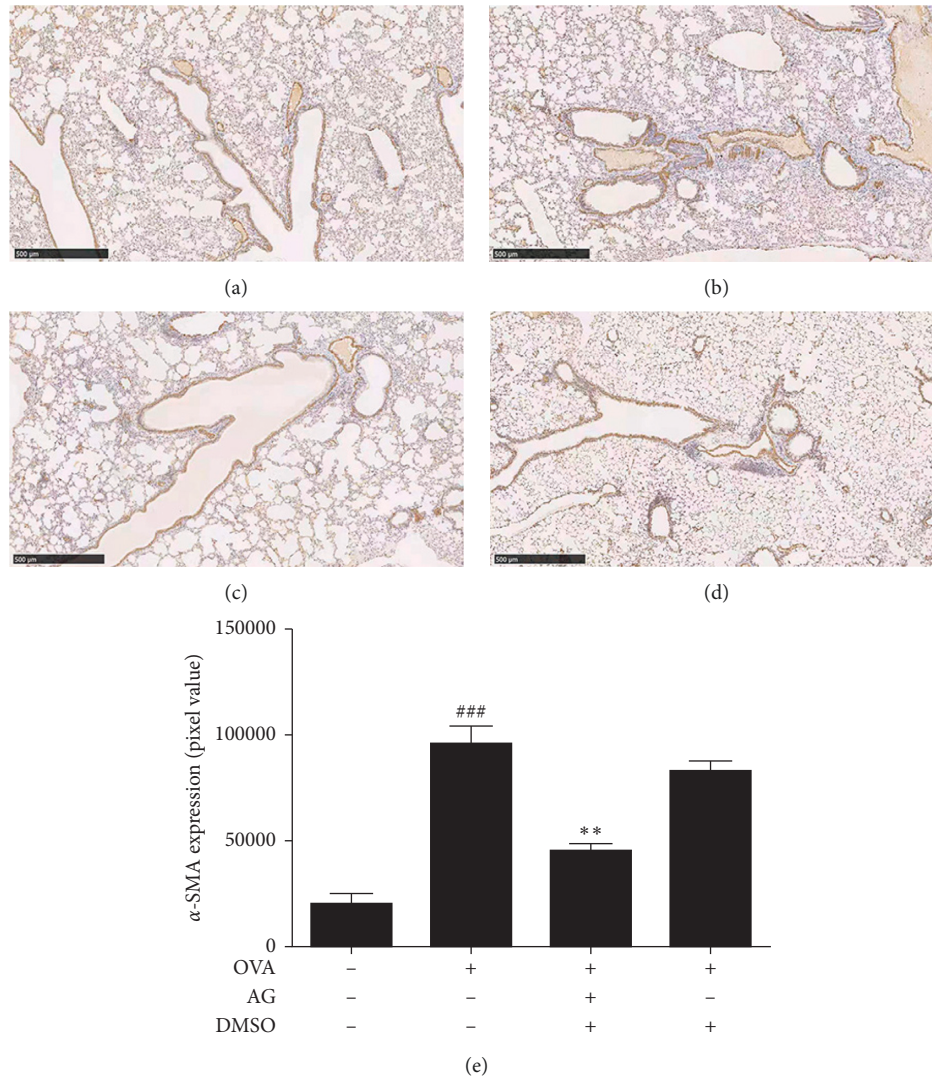 500 µm
500 µm
(a)
(b)
500 µm
500 µm
(c)
(d)
150000
100000
50000
0
α-SMA expression (pixel value)
###
**
OVA – + + +
AG – – + –
DMSO – – + +
(e)